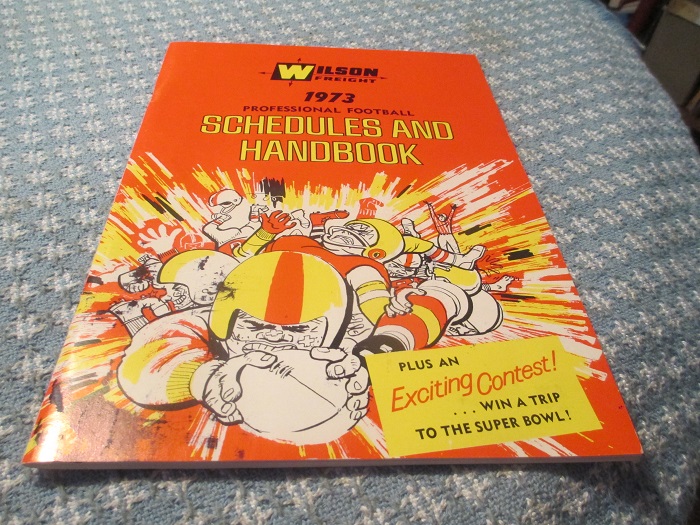 WILSON
FREIGHT
1973
PROFESSIONAL FOOTBALL
SCHEDULES AND
HANDBOOK
PLUS AN
Exciting Contest!
... WIN A TRIP
TO THE SUPER BOWL!